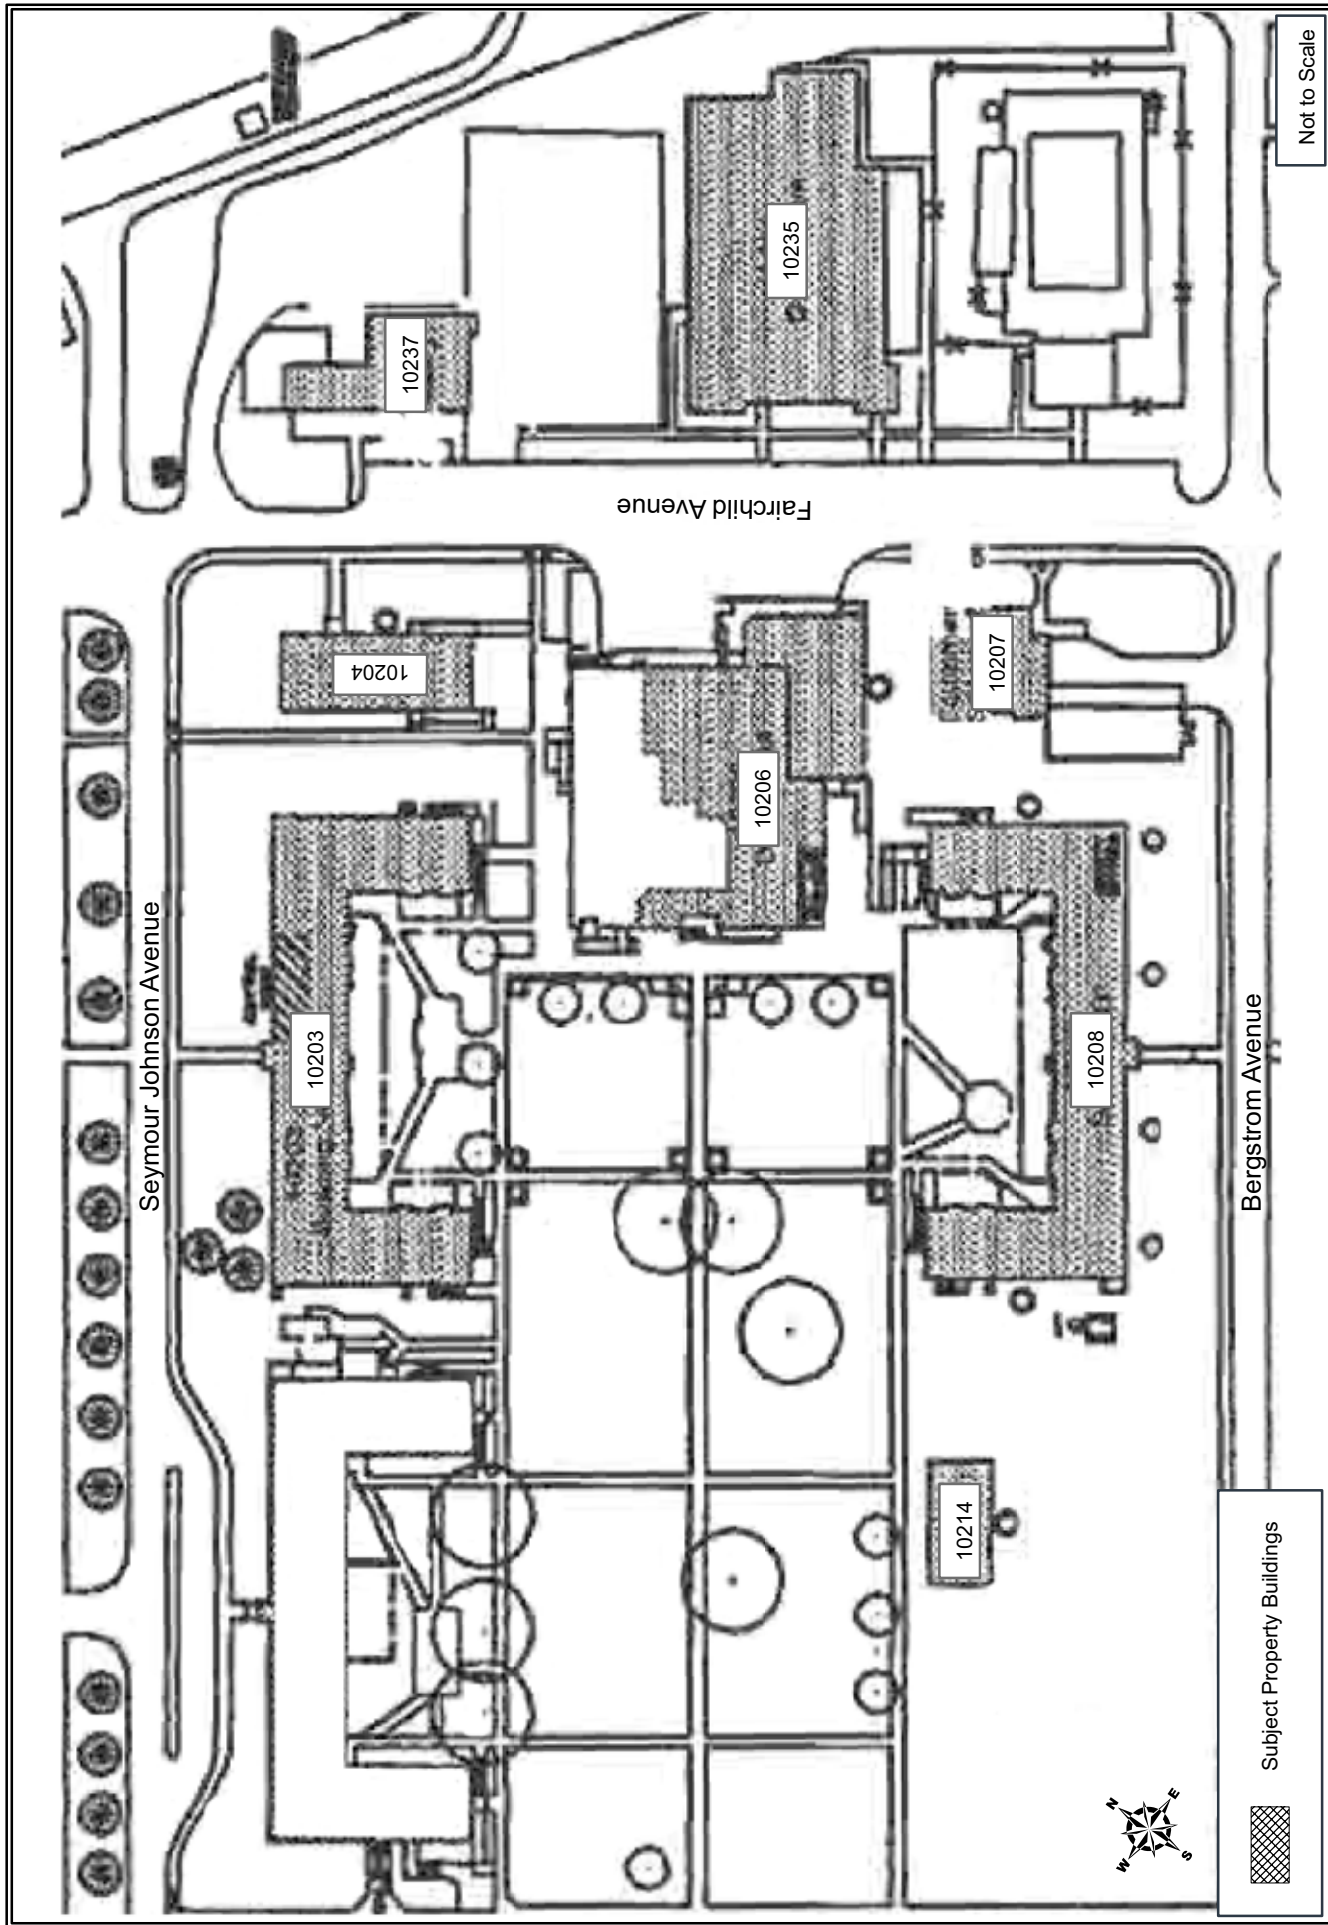 Not to Scale
10237
10235
Fairchild Avenue
10204
10207
10206
Seymour Johnson Avenue
10203
10208
Bergstrom Avenue
10214
Subject Property Buildings
N
E
S
W